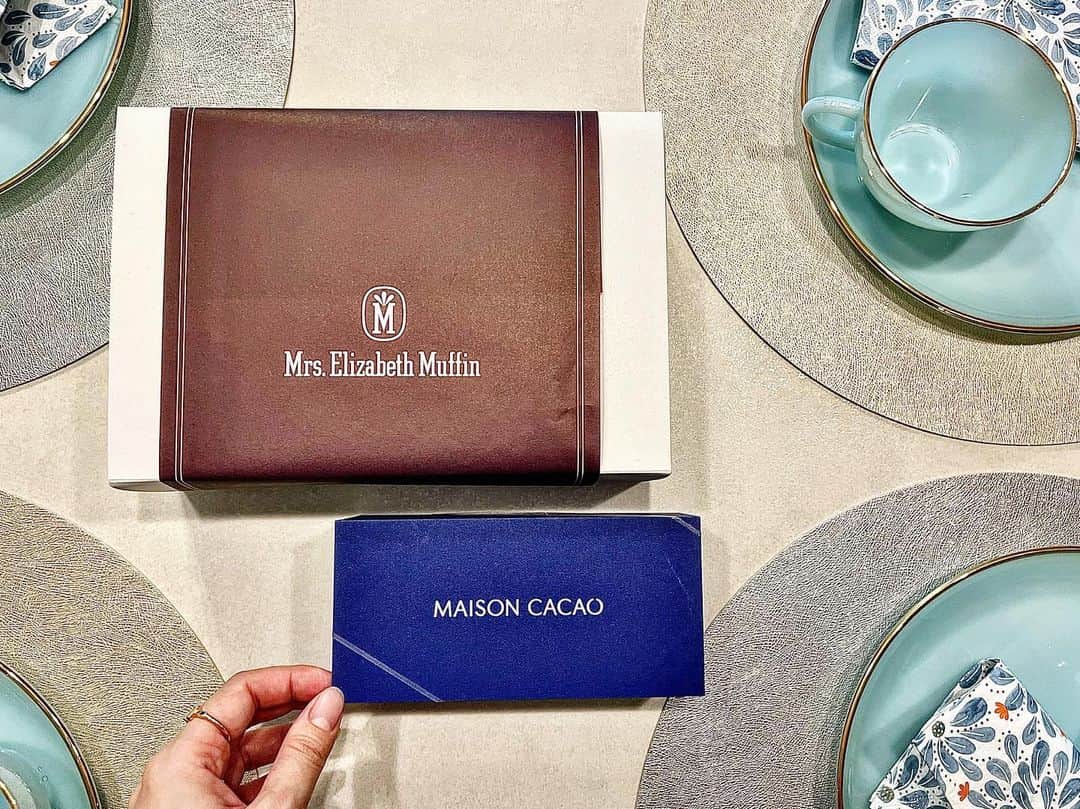 M
Mrs. Elizabeth Muffin
MAISON CACAO